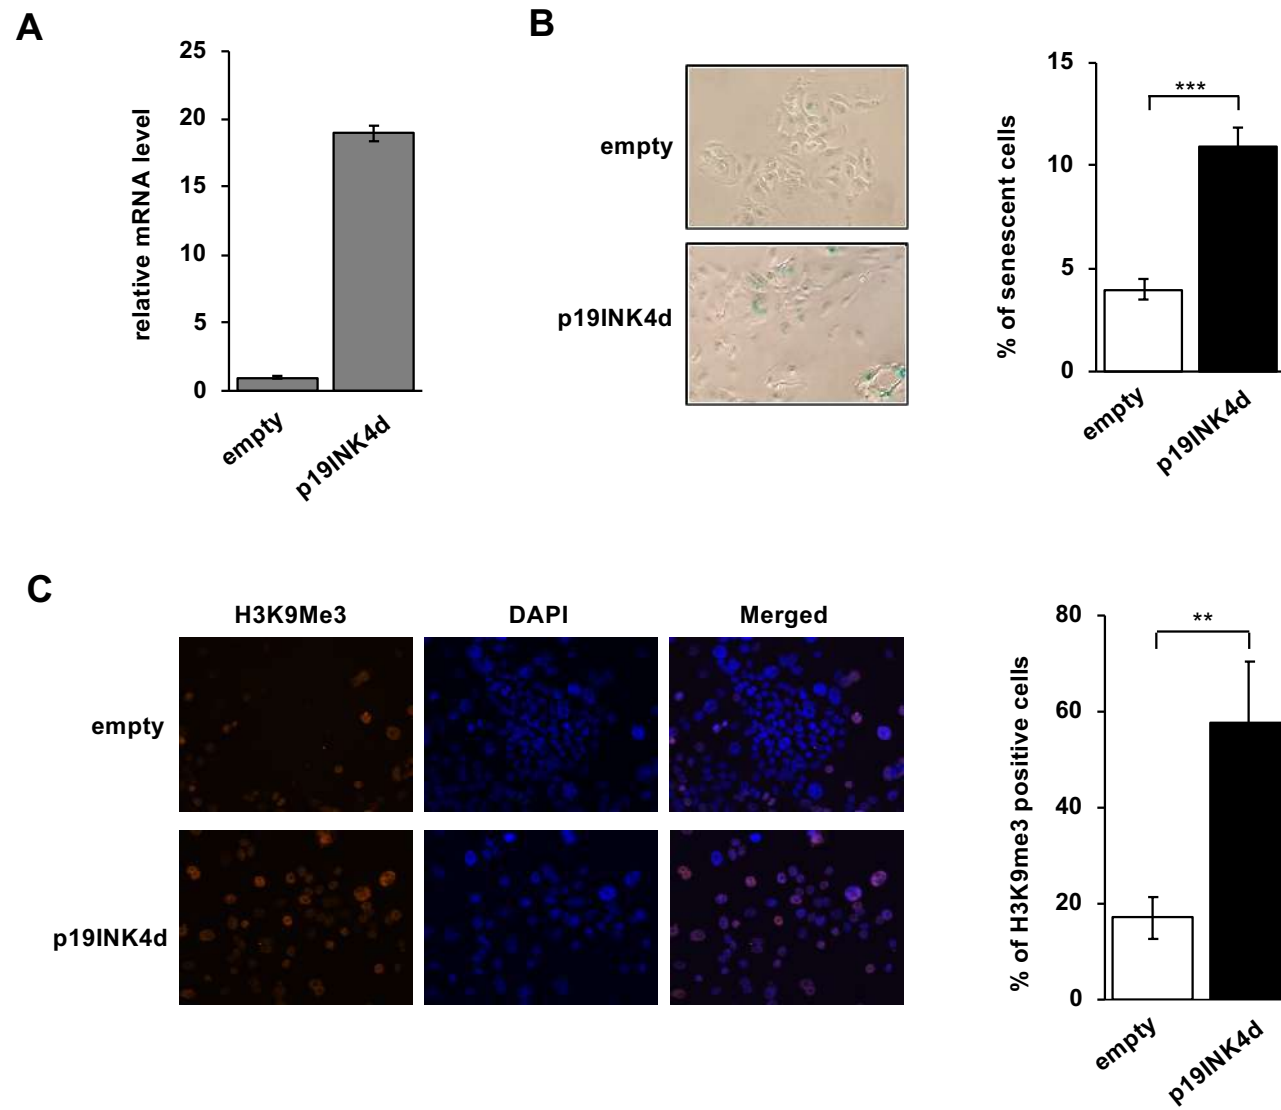 A
relative mRNA level
25
20
15
10
5
0
empty
p19INK4d
B
empty
p19INK4d
% of senescent cells
15
10
5
0
***
empty
p19INK4d
C
H3K9Me3 DAPI Merged
empty
p19INK4d
% of H3K9me3 positive cells
80
60
40
20
0
**
empty
p19INK4d